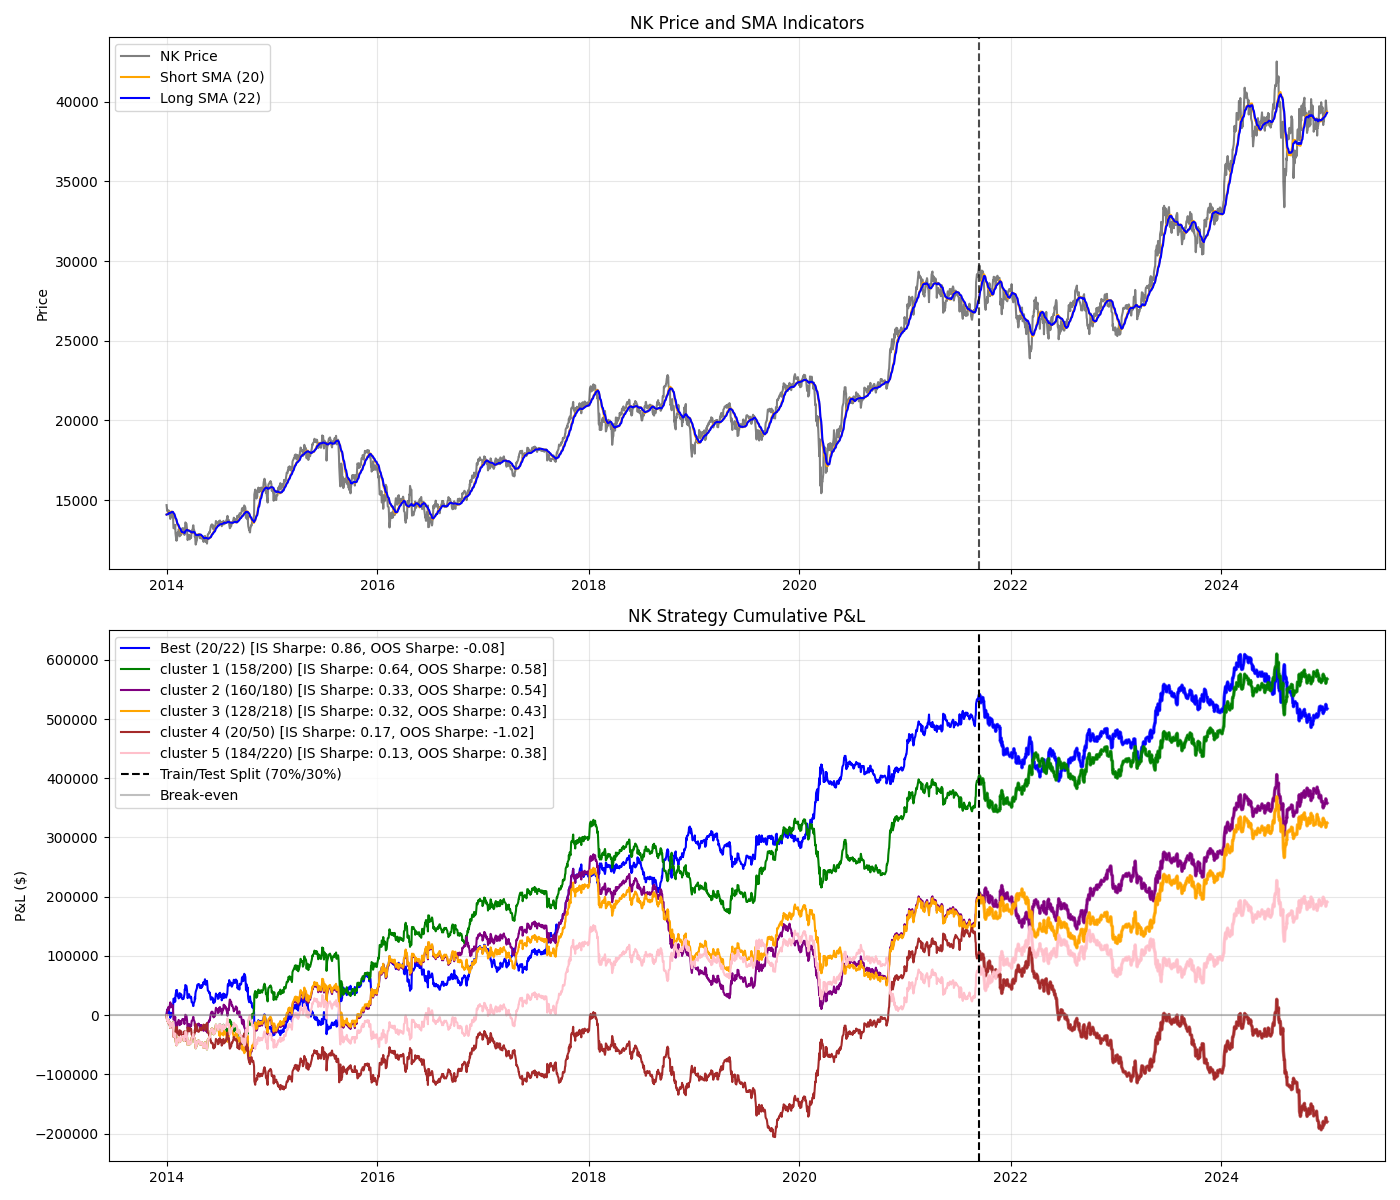 NK Price and SMA Indicators
NK Price
Short SMA (20)
Long SMA (22)
Price
40000
35000
30000
25000
20000
15000
2014 2016 2018 2020 2022 2024
NK Strategy Cumulative P&L
Best (20/22) [IS Sharpe: 0.86, OOS Sharpe: -0.08]
cluster 1 (158/200) [IS Sharpe: 0.64, OOS Sharpe: 0.58]
cluster 2 (160/180) [IS Sharpe: 0.33, OOS Sharpe: 0.54]
cluster 3 (128/218) [IS Sharpe: 0.32, OOS Sharpe: 0.43]
cluster 4 (20/50) [IS Sharpe: 0.17, OOS Sharpe: -1.02]
cluster 5 (184/220) [IS Sharpe: 0.13, OOS Sharpe: 0.38]
Train/Test Split (70%/30%)
Break-even
P&L ($)
600000
500000
400000
300000
200000
100000
0
−100000
−200000
2014 2016 2018 2020 2022 2024